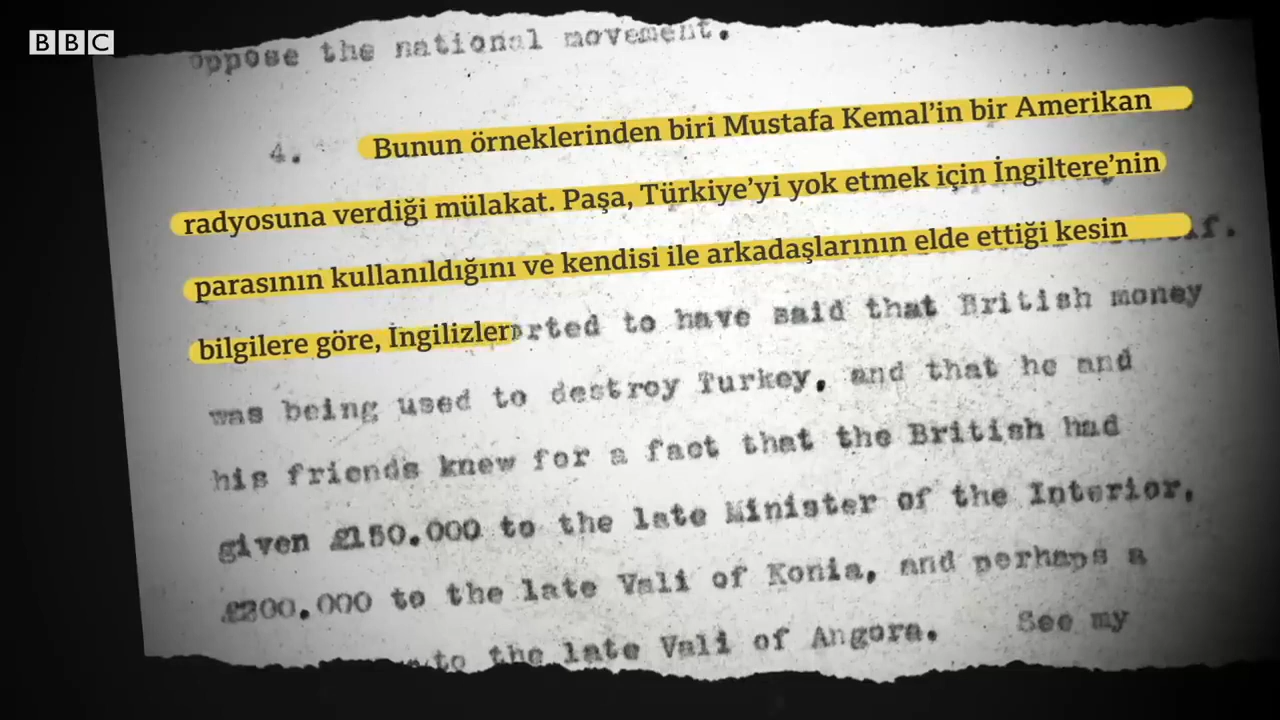 BBC
oppose the national movement.
4. Bunun örneklerinden biri Mustafa Kemal’in bir Amerikan
radyosuna verdiği mülakat. Paşa, Türkiye’yi yok etmek için İngiltere’nin
parasının kullanıldığını ve kendisi ile arkadaşlarının elde ettiği kesin
bilgilere göre, İngilizler to have said that British money
was being used to destroy Turkey, and that he and
his friends knew for a fact that the British had
given £150.000 to the late Minister of the Interior,
£200.000 to the late Vali of Konia, and perhaps a
to the late Vali of Angora. See my